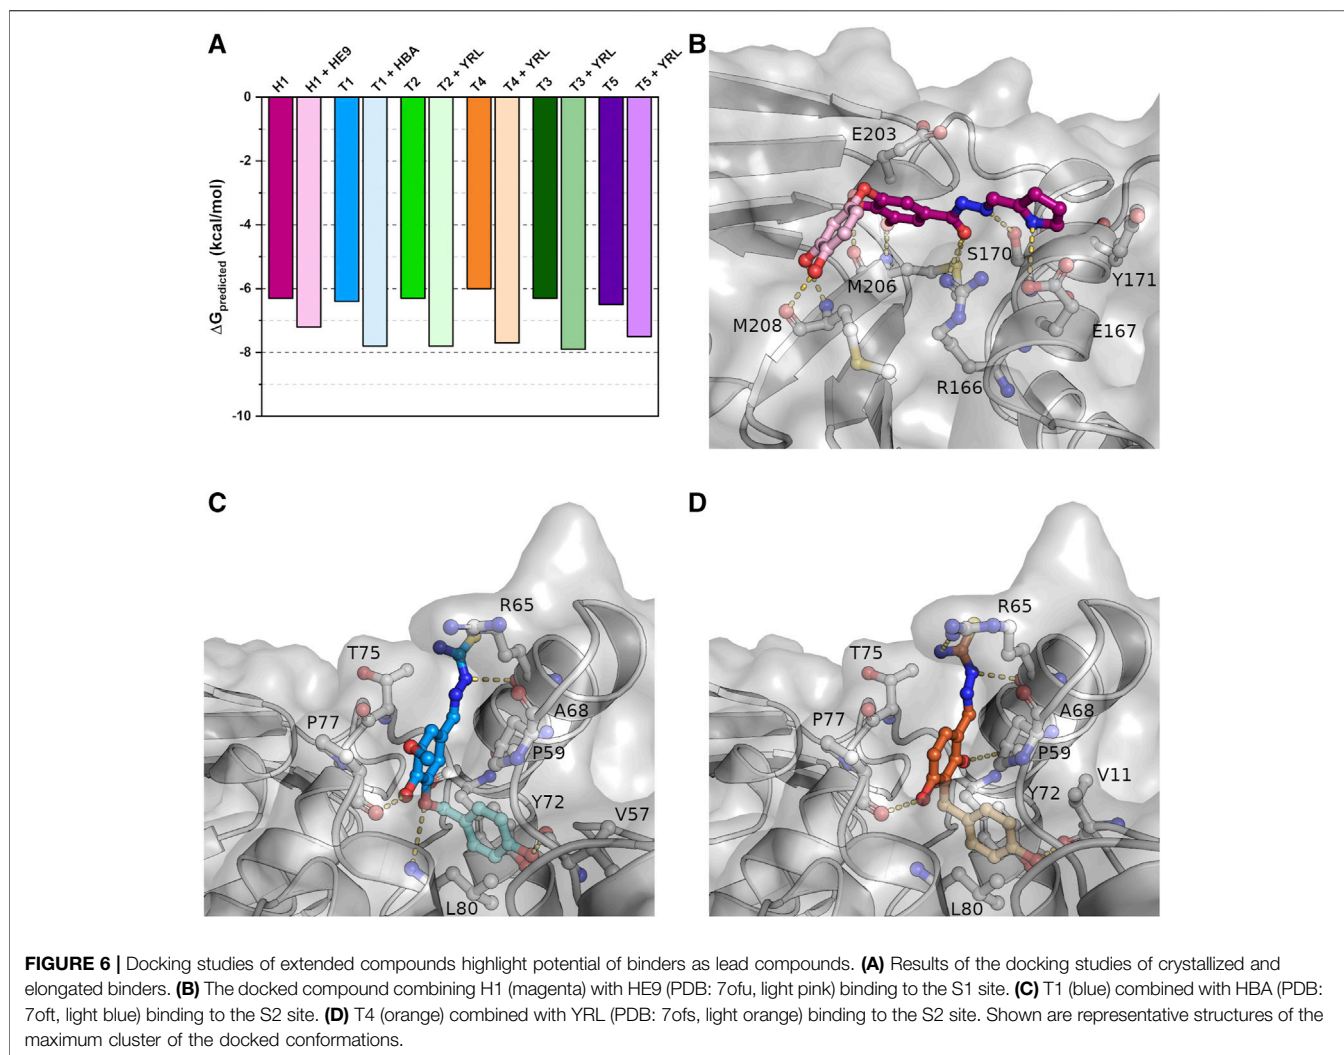 A
H1
H1 + HE9
T1
T1 + HBA
T2
T2 + YRL
T4
T4 + YRL
T3
T3 + YRL
T5
T5 + YRL
0
-2
-4
-6
-8
-10
ΔGpredicted (kcal/mol)
B
E203
S170
Y171
M206
M208
E167
R166
C
R65
T75
P77
A68
P59
Y72
V57
L80
D
R65
T75
P77
A68
P59
V11
Y72
L80
FIGURE 6 | Docking studies of extended compounds highlight potential of binders as lead compounds. (A) Results of the docking studies of crystallized and
elongated binders. (B) The docked compound combining H1 (magenta) with HE9 (PDB: 7ofu, light pink) binding to the S1 site. (C) T1 (blue) combined with HBA (PDB:
7oft, light blue) binding to the S2 site. (D) T4 (orange) combined with YRL (PDB: 7ofs, light orange) binding to the S2 site. Shown are representative structures of the
maximum cluster of the docked conformations.